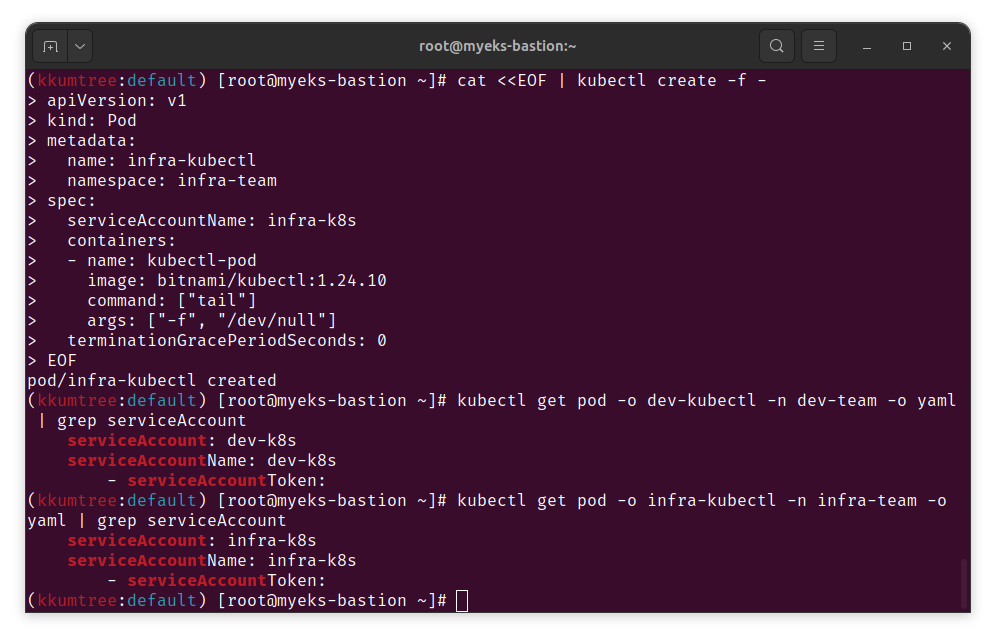 root@myeks-bastion:~
(kkumtree:default) [root@myeks-bastion ~]# cat <<EOF | kubectl create -f -
> apiVersion: v1
> kind: Pod
> metadata:
>   name: infra-kubectl
>   namespace: infra-team
> spec:
>   serviceAccountName: infra-k8s
>   containers:
>   - name: kubectl-pod
>     image: bitnami/kubectl:1.24.10
>     command: ["tail"]
>     args: ["-f", "/dev/null"]
>   terminationGracePeriodSeconds: 0
> EOF
pod/infra-kubectl created
(kkumtree:default) [root@myeks-bastion ~]# kubectl get pod -o dev-kubectl -n dev-team -o yaml
 | grep serviceAccount
    serviceAccount: dev-k8s
    serviceAccountName: dev-k8s
        - serviceAccountToken:
(kkumtree:default) [root@myeks-bastion ~]# kubectl get pod -o infra-kubectl -n infra-team -o
yaml | grep serviceAccount
    serviceAccount: infra-k8s
    serviceAccountName: infra-k8s
        - serviceAccountToken:
(kkumtree:default) [root@myeks-bastion ~]#